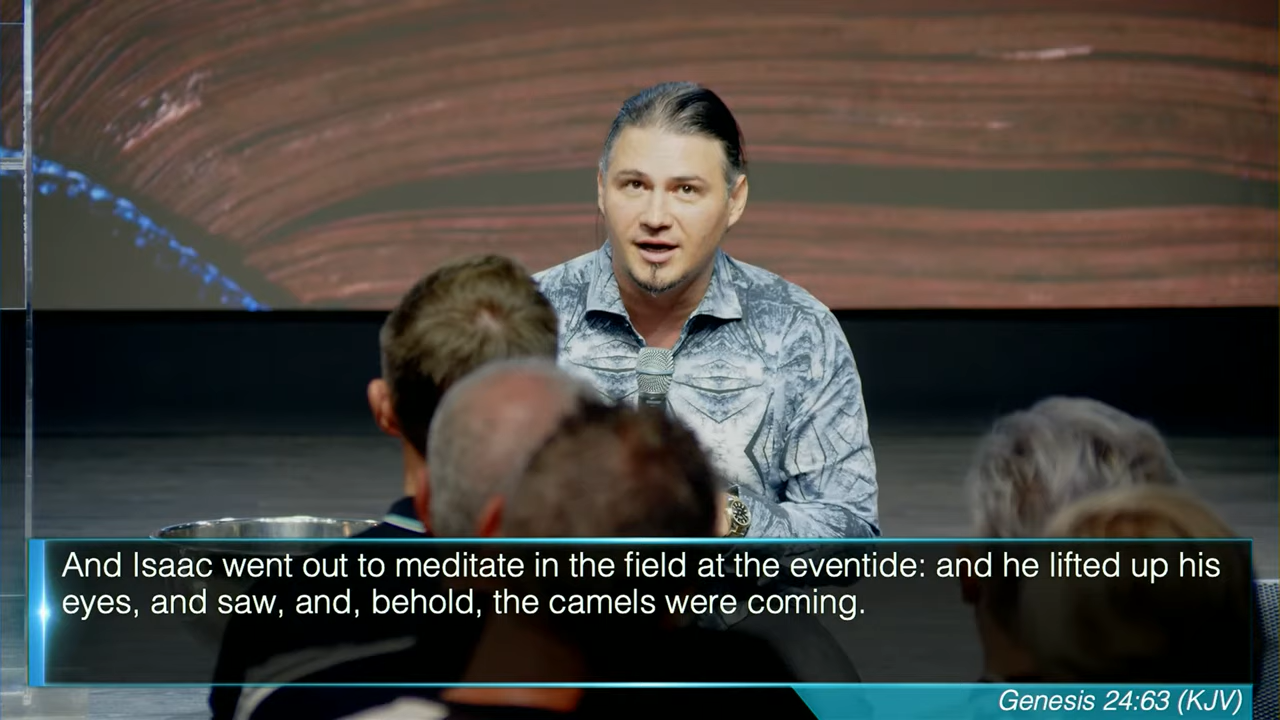 And Isaac went out to meditate in the field at the eventide: and he lifted up his
eyes, and saw, and, behold, the camels were coming.
Genesis 24:63 (KJV)